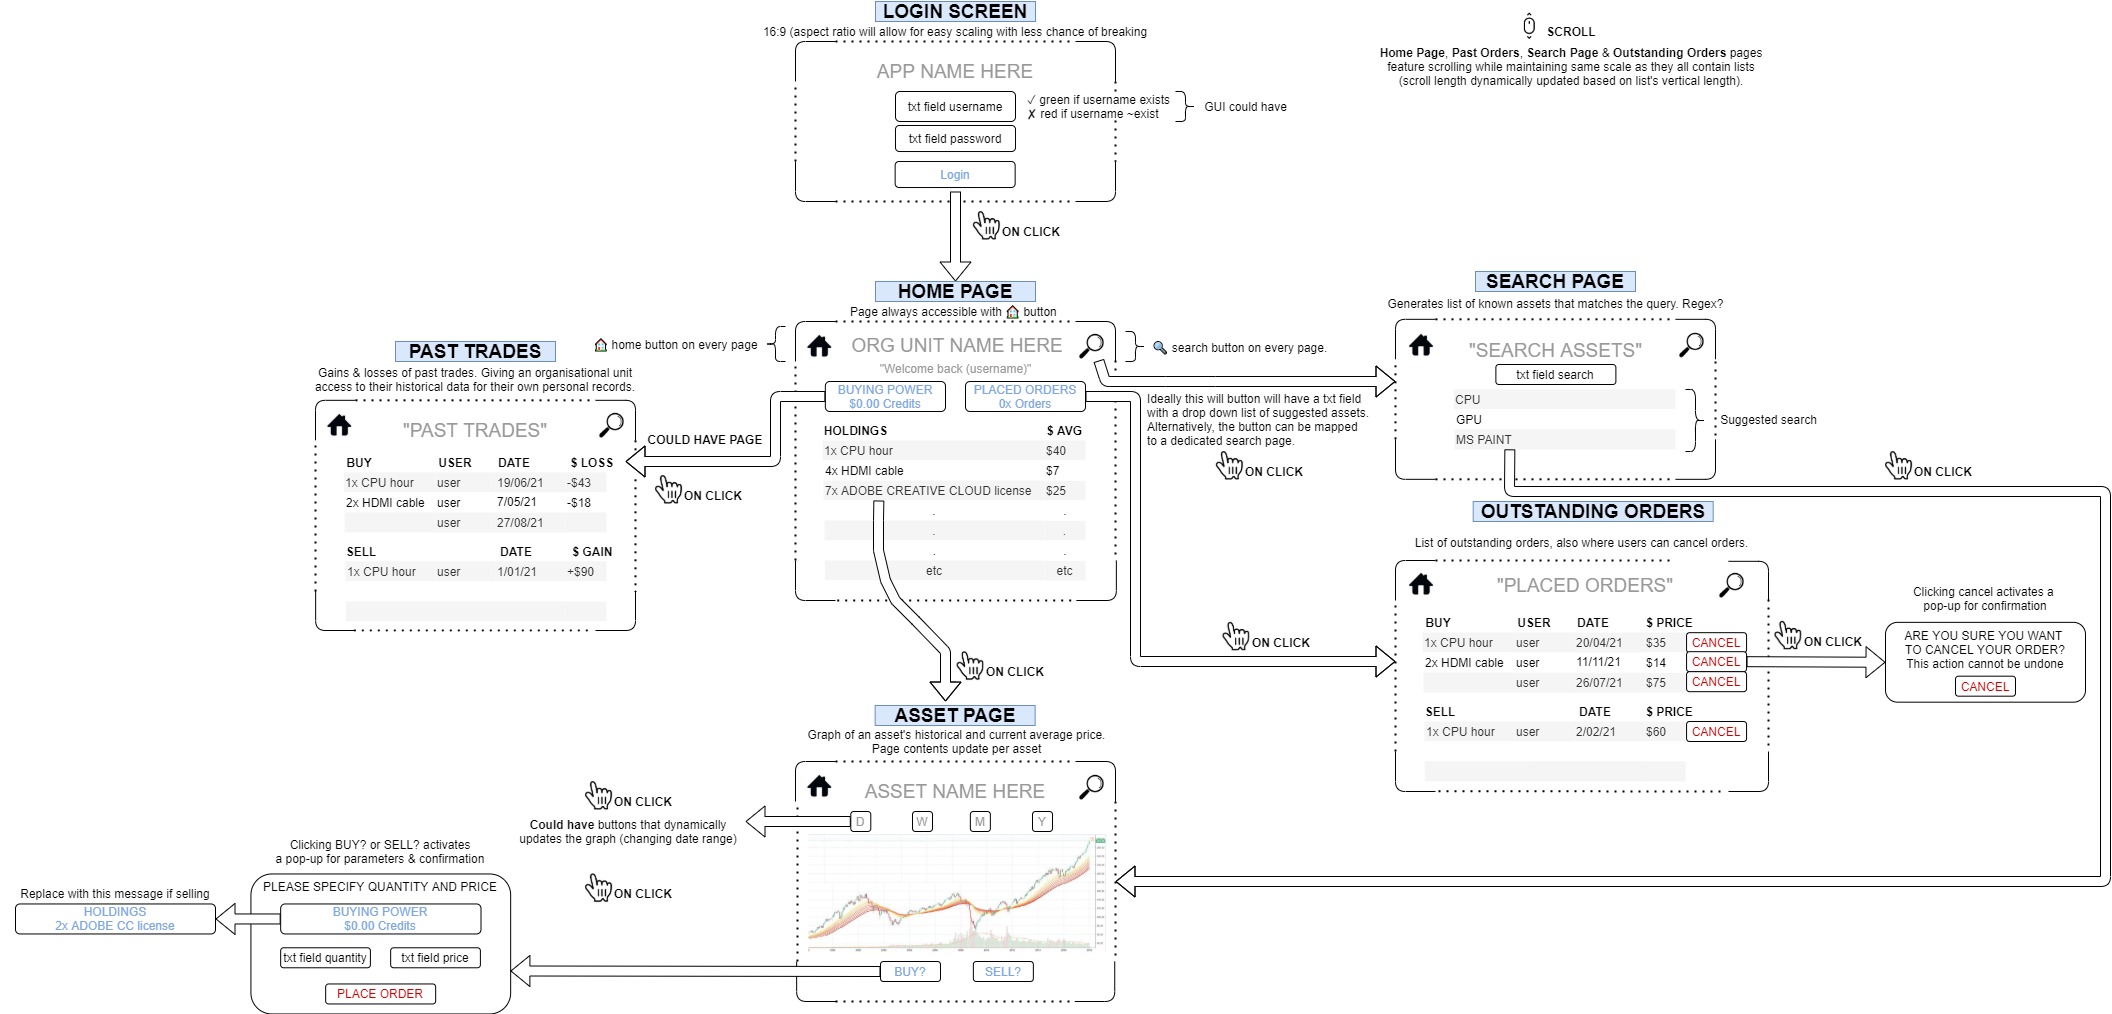 LOGIN SCREEN
16:9 (aspect ratio will allow for easy scaling with less chance of breaking
APP NAME HERE
txt field username
✓ green if username exists
✗ red if username ~exist
GUI could have
txt field password
Login
ON CLICK
SCROLL
Home Page, Past Orders, Search Page & Outstanding Orders pages
feature scrolling while maintaining same scale as they all contain lists
(scroll length dynamically updated based on list's vertical length).
HOME PAGE
Page always accessible with button
home button on every page
ORG UNIT NAME HERE
search button on every page.
"Welcome back (username)"
BUYING POWER
$0.00 Credits
PLACED ORDERS
0x Orders
HOLDINGS $ AVG
1x CPU hour $40
4x HDMI cable $7
7x ADOBE CREATIVE CLOUD license $25
. .
. .
. .
etc etc
Ideally this will button will have a txt field
with a drop down list of suggested assets.
Alternatively, the button can be mapped
to a dedicated search page.
ON CLICK
SEARCH PAGE
Generates list of known assets that matches the query. Regex?
"SEARCH ASSETS"
txt field search
CPU
GPU
MS PAINT
Suggested search
ON CLICK
PAST TRADES
Gains & losses of past trades. Giving an organisational unit
access to their historical data for their own personal records.
"PAST TRADES"
COULD HAVE PAGE
ON CLICK
BUY USER DATE $ LOSS
1x CPU hour user 19/06/21 -$43
2x HDMI cable user 7/05/21 -$18
user 27/08/21
SELL DATE $ GAIN
1x CPU hour user 1/01/21 +$90
OUTSTANDING ORDERS
List of outstanding orders, also where users can cancel orders.
"PLACED ORDERS"
ON CLICK
BUY USER DATE $ PRICE
1x CPU hour user 20/04/21 $35 CANCEL
2x HDMI cable user 11/11/21 $14 CANCEL
user 26/07/21 $75 CANCEL
SELL DATE $ PRICE
1x CPU hour user 2/02/21 $60 CANCEL
ON CLICK
Clicking cancel activates a
pop-up for confirmation
ARE YOU SURE YOU WANT
TO CANCEL YOUR ORDER?
This action cannot be undone
CANCEL
ON CLICK
ASSET PAGE
Graph of an asset's historical and current average price.
Page contents update per asset
ASSET NAME HERE
D W M Y
ON CLICK
Could have buttons that dynamically
updates the graph (changing date range)
ON CLICK
BUY? SELL?
Clicking BUY? or SELL? activates
a pop-up for parameters & confirmation
PLEASE SPECIFY QUANTITY AND PRICE
BUYING POWER
$0.00 Credits
txt field quantity txt field price
PLACE ORDER
Replace with this message if selling
HOLDINGS
2x ADOBE CC license